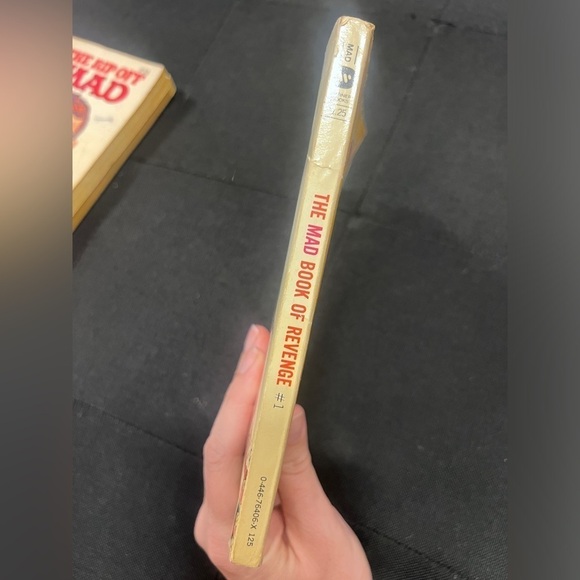 THE RIP OFF
MAD
MAD
THE MAD BOOK OF REVENGE #1
0-446-76406-X 125